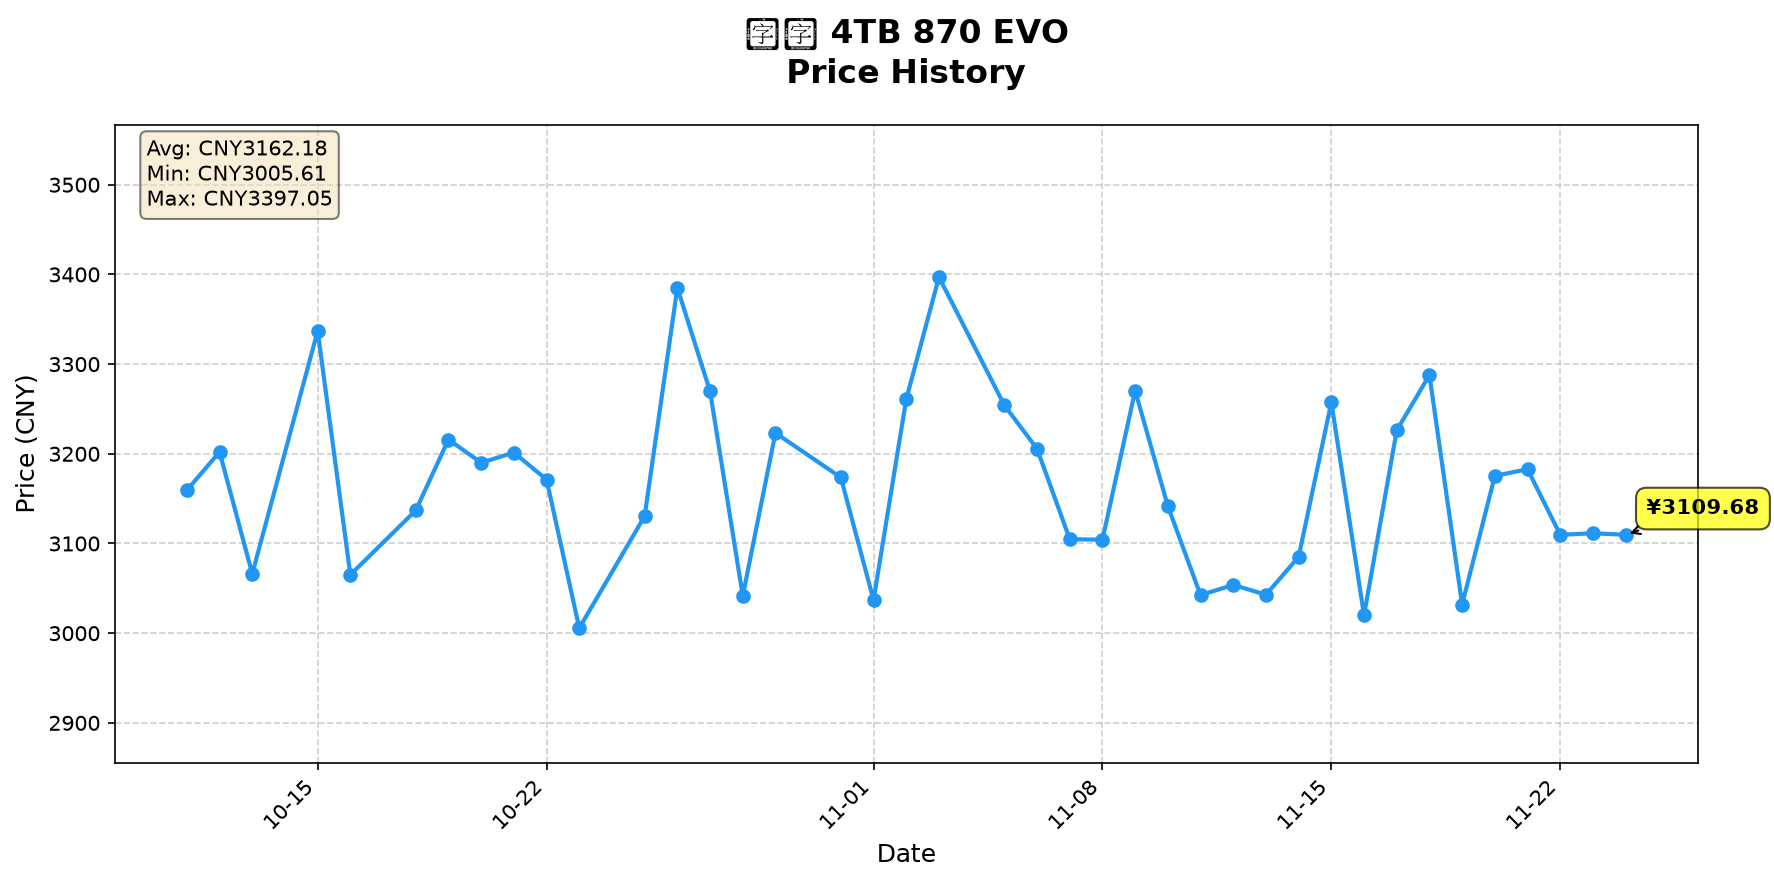 4TB 870 EVO
Price History
Avg: CNY3162.18
Min: CNY3005.61
Max: CNY3397.05
Price (CNY)
3500
3400
3300
3200
3100
3000
2900
¥3109.68
10-15
10-22
11-01
11-08
11-15
11-22
Date